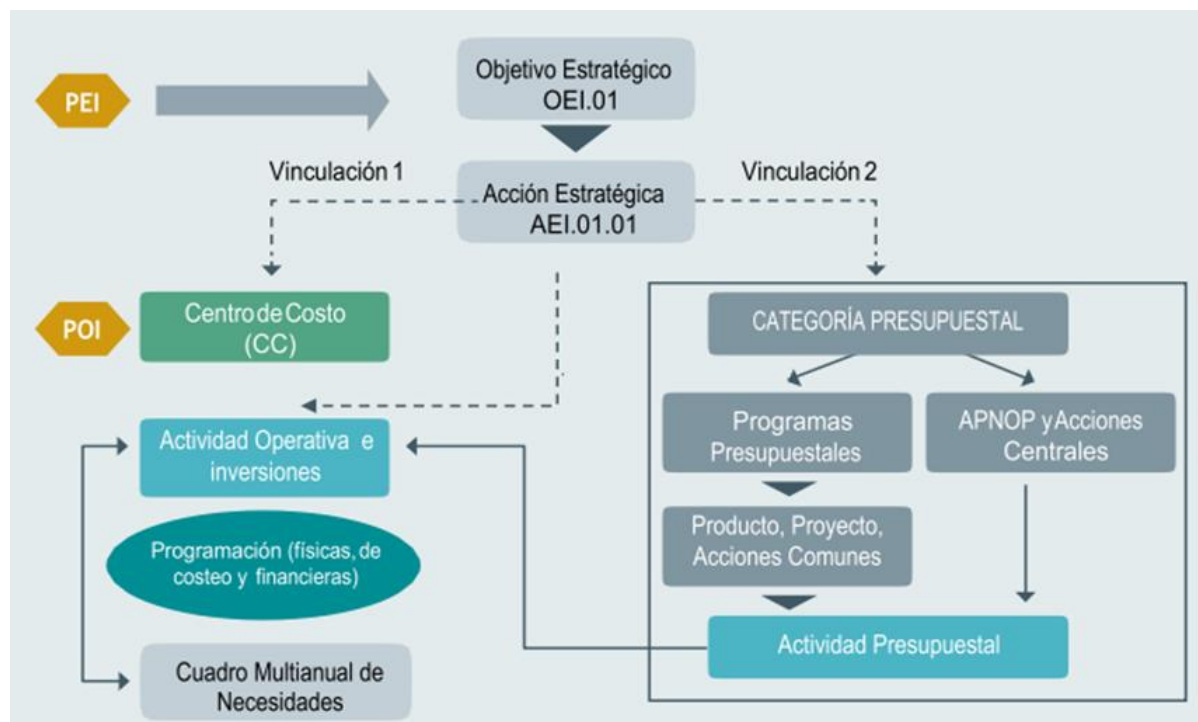 PEI
Objetivo Estratégico
OEI.01
Vinculación 1
Vinculación 2
Acción Estratégica
AEI.01.01
POI
Centro de Costo
(CC)
CATEGORÍA PRESUPUESTAL
Programas
Presupuestales
APNOP y Acciones
Centrales
Actividad Operativa e
inversiones
Producto, Proyecto,
Acciones Comunes
Programación (físicas, de
costeo y financieras)
Actividad Presupuestal
Cuadro Multianual de
Necesidades